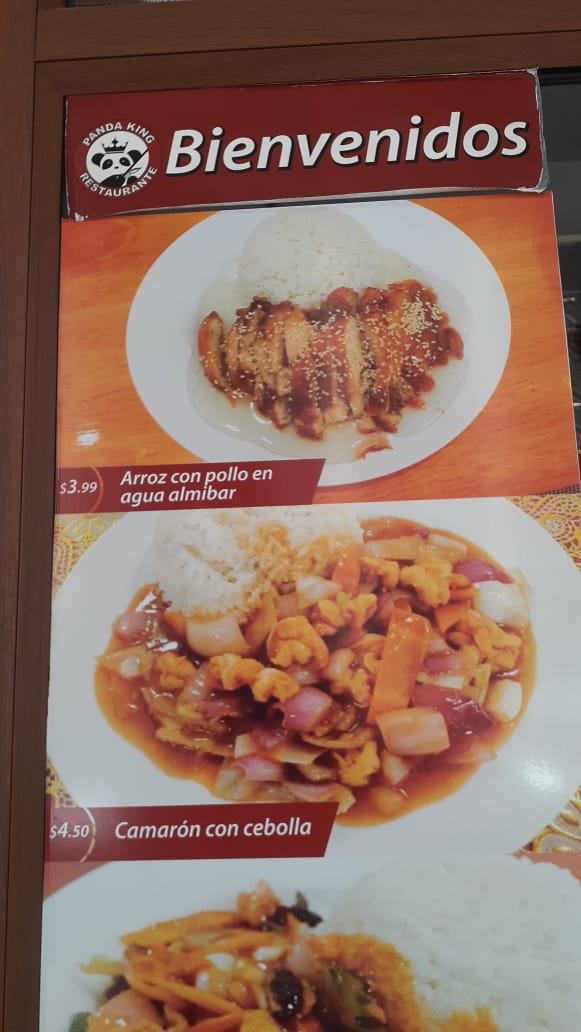 PANDA KING
RESTAURANTE
Bienvenidos
$3.99
Arroz con pollo en
agua almibar
$4.50
Camarón con cebolla